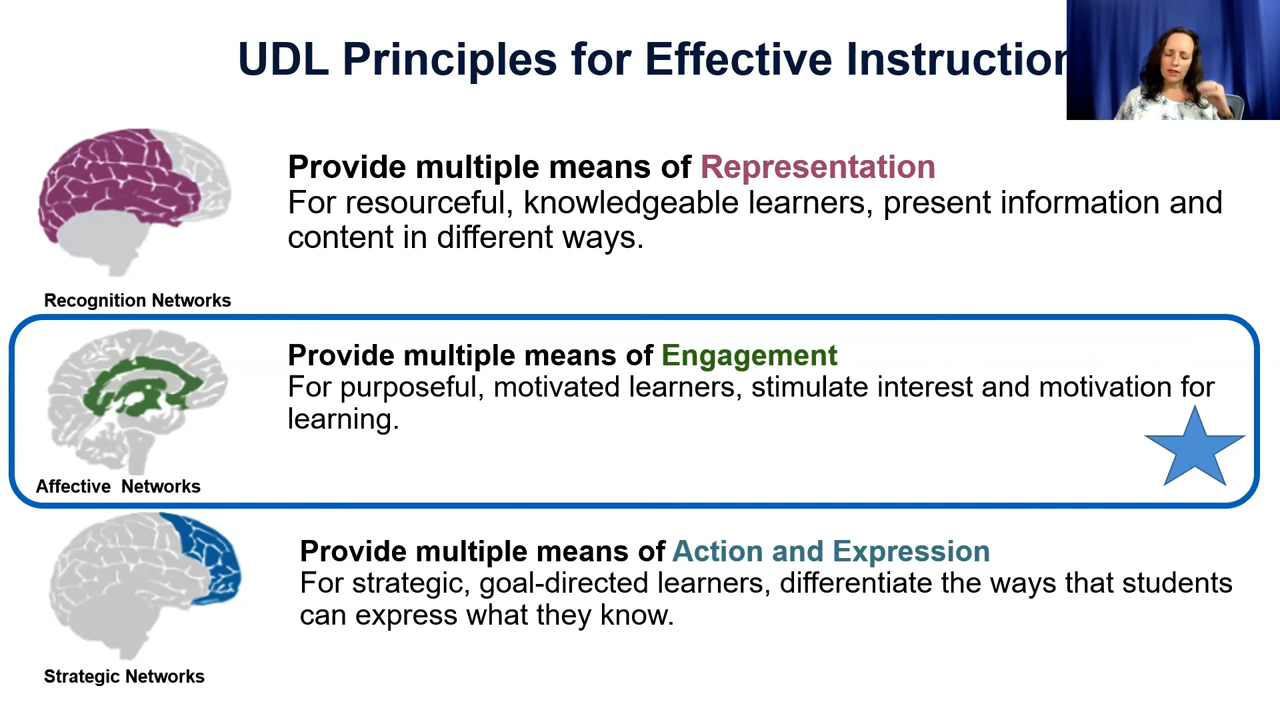 UDL Principles for Effective Instruction
Provide multiple means of Representation
For resourceful, knowledgeable learners, present information and
content in different ways.
Recognition Networks
Provide multiple means of Engagement
For purposeful, motivated learners, stimulate interest and motivation for
learning.
Affective Networks
Provide multiple means of Action and Expression
For strategic, goal-directed learners, differentiate the ways that students
can express what they know.
Strategic Networks